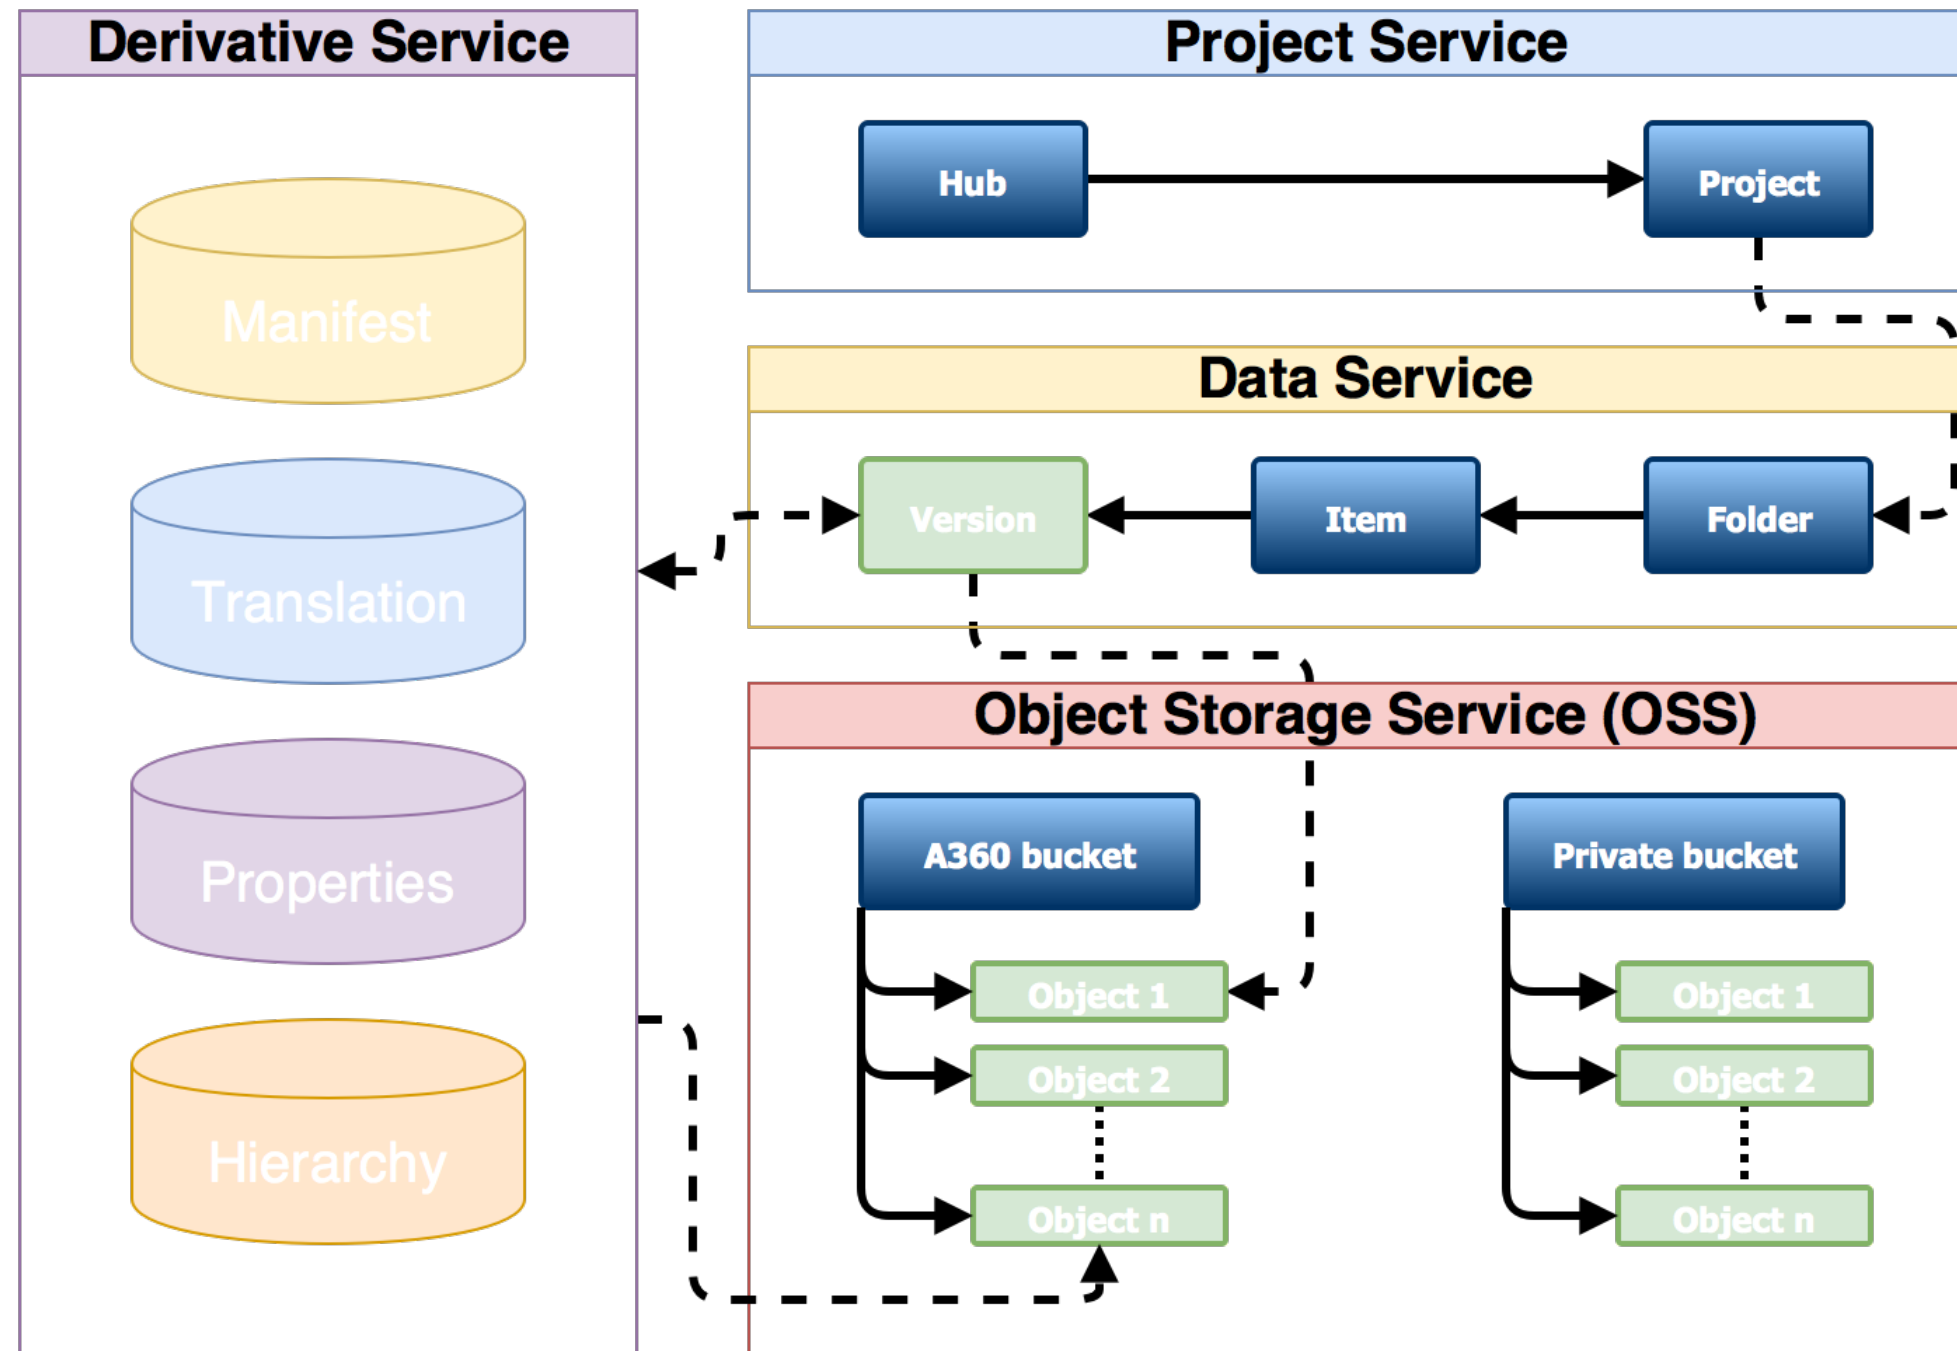 Derivative Service
Manifest
Translation
Properties
Hierarchy
Project Service
Hub
Project
Data Service
Version
Item
Folder
Object Storage Service (OSS)
A360 bucket
Object 1
Object 2
Object n
Private bucket
Object 1
Object 2
Object n